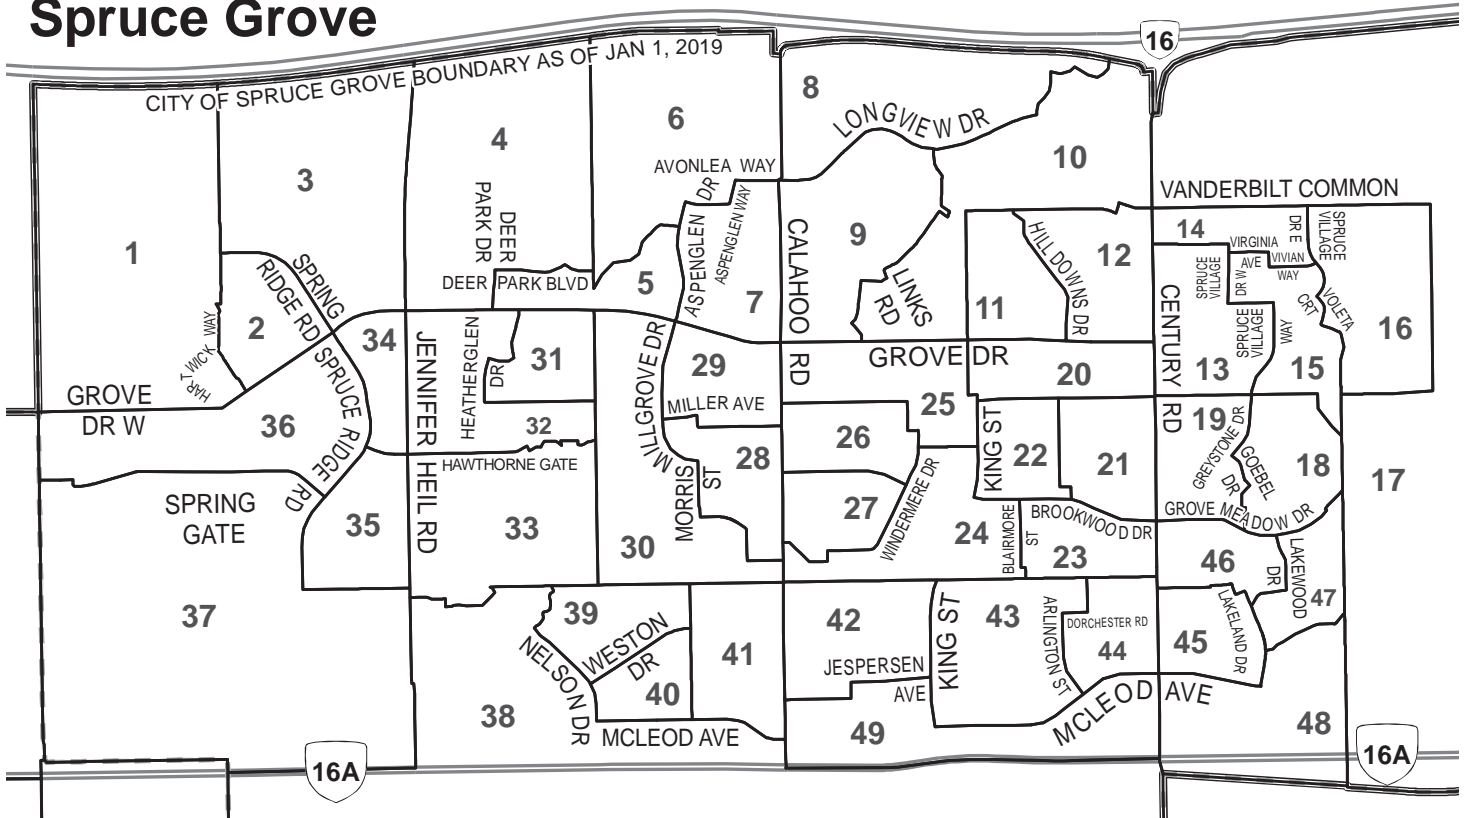 Spruce Grove
16
CITY OF SPRUCE GROVE BOUNDARY AS OF JAN 1, 2019
8
6
4
LONGVIEW DR
10
3
AVONLEA WAY
VANDERBILT COMMON
1
DEER
PARK DR
ASPENGLEN DR
ASPENGLEN WAY
CALAHOO RD
9
HILLDOWNS DR
12
14
VIRGINIA
AVE
DR E
SPRUCE
VILLAGE
VIVIAN
WAY
SPRING
RIDGE RD
DEER PARK BLVD
5
7
LINKS
RD
11
CENTURY RD
SPRUCE
VILLAGE
DR W
VOLETA
CRT
2
HARTWICK WAY
34
JENNIFER HEIL RD
HEATHERGLEN
DR
31
MILLGROVE DR
29
GROVE DR
20
13
SPRUCE
VILLAGE
WAY
15
16
GROVE
DR W
36
SPRUCE RIDGE
RD
32
MILLER AVE
25
26
KING ST
22
21
19
GREYSTONE
DR
GOEBEL
DR
18
17
HAWTHORNE GATE
28
MORRIS
ST
WINDERMERE DR
SPRING
GATE
35
33
30
27
24
BLAIRMORE
ST
BROOKWOOD DR
23
GROVE MEADOW DR
46
LAKEWOOD
DR
47
37
39
NELSON DR
WESTON
DR
41
42
KING ST
43
ARLINGTON ST
DORCHESTER RD
44
45
LAKELAND DR
JESPERSEN
AVE
38
40
MCLEOD AVE
49
MCLEOD AVE
48
16A
16A